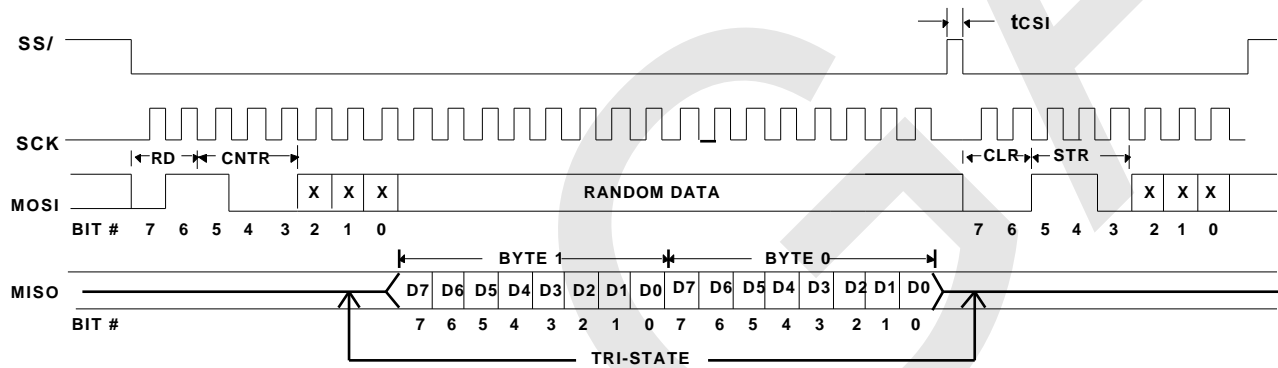 tCSI
SS/
SCK
RD CNTR CLR STR
MOSI X X X RANDOM DATA X X X
BIT # 7 6 5 4 3 2 1 0 7 6 5 4 3 2 1 0
BYTE 1 BYTE 0
MISO D7 D6 D5 D4 D3 D2 D1 D0 D7 D6 D5 D4 D3 D2 D1 D0
BIT # 7 6 5 4 3 2 1 0 7 6 5 4 3 2 1 0
TRI-STATE